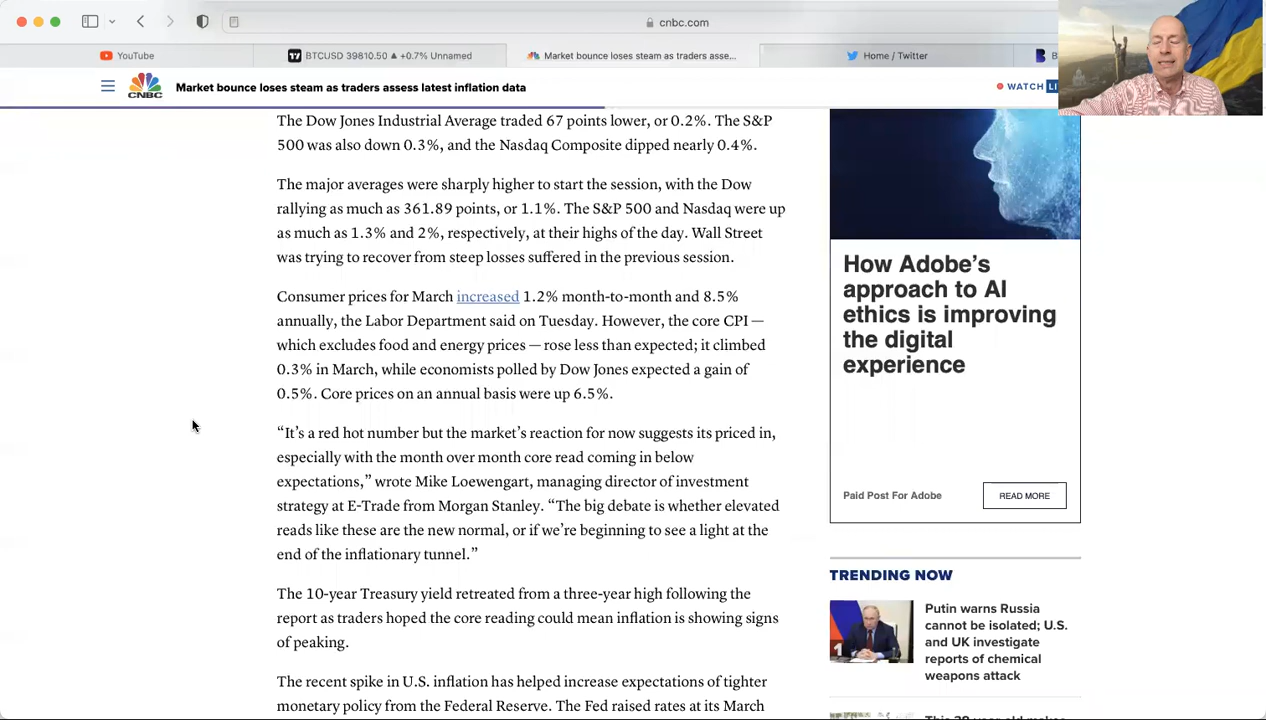 cnbc.com
YouTube
BTCUSD 39810.50 ▲ +0.7% Unnamed
Market bounce loses steam as traders asse...
Home / Twitter
CNBC
Market bounce loses steam as traders assess latest inflation data
WATCH LI
The Dow Jones Industrial Average traded 67 points lower, or 0.2%. The S&P
500 was also down 0.3%, and the Nasdaq Composite dipped nearly 0.4%.
The major averages were sharply higher to start the session, with the Dow
rallying as much as 361.89 points, or 1.1%. The S&P 500 and Nasdaq were up
as much as 1.3% and 2%, respectively, at their highs of the day. Wall Street
was trying to recover from steep losses suffered in the previous session.
Consumer prices for March increased 1.2% month-to-month and 8.5%
annually, the Labor Department said on Tuesday. However, the core CPI —
which excludes food and energy prices — rose less than expected; it climbed
0.3% in March, while economists polled by Dow Jones expected a gain of
0.5%. Core prices on an annual basis were up 6.5%.
“It’s a red hot number but the market’s reaction for now suggests its priced in,
especially with the month over month core read coming in below
expectations,” wrote Mike Loewengart, managing director of investment
strategy at E-Trade from Morgan Stanley. “The big debate is whether elevated
reads like these are the new normal, or if we’re beginning to see a light at the
end of the inflationary tunnel.”
The 10-year Treasury yield retreated from a three-year high following the
report as traders hoped the core reading could mean inflation is showing signs
of peaking.
The recent spike in U.S. inflation has helped increase expectations of tighter
monetary policy from the Federal Reserve. The Fed raised rates at its March
How Adobe’s
approach to AI
ethics is improving
the digital
experience
Paid Post For Adobe
READ MORE
TRENDING NOW
Putin warns Russia
cannot be isolated; U.S.
and UK investigate
reports of chemical
weapons attack